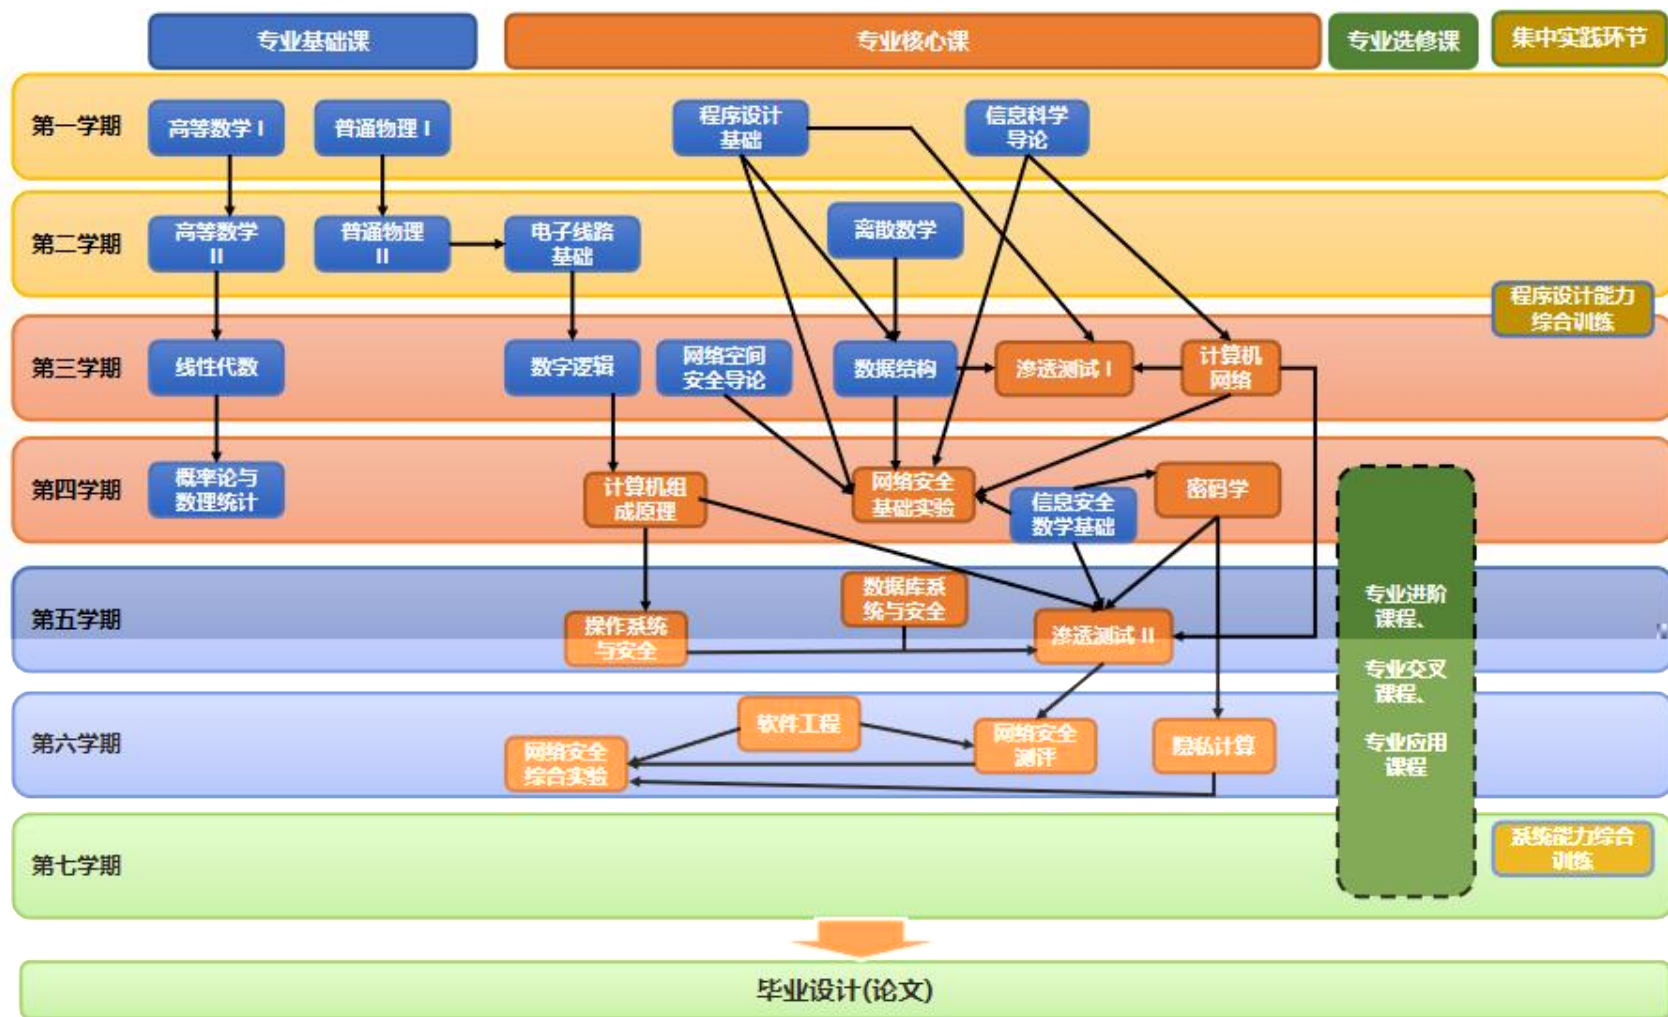 专业基础课
专业核心课
专业选修课
集中实践环节
第一学期
高等数学 I
普通物理 I
程序设计
基础
信息科学
导论
第二学期
高等数学
II
普通物理
II
电子线路
基础
离散数学
程序设计能力
综合训练
第三学期
线性代数
数字逻辑
网络空间
安全导论
数据结构
渗透测试 I
计算机
网络
第四学期
概率论与
数理统计
计算机组
成原理
网络安全
基础实验
信息安全
数学基础
密码学
第五学期
操作系统
与安全
数据库系
统与安全
渗透测试 II
专业进阶
课程、
专业交叉
课程、
专业应用
课程
第六学期
网络安全
综合实验
软件工程
网络安全
测评
隐私计算
第七学期
系统能力综合
训练
毕业设计(论文)